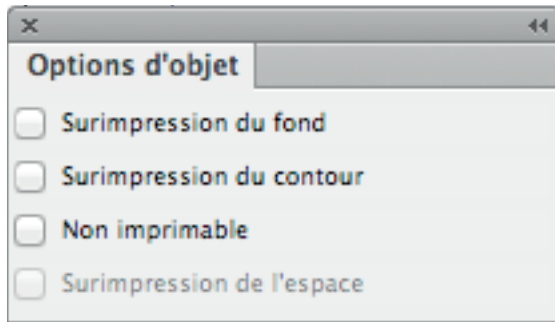 Options d'objet
Surimpression du fond
Surimpression du contour
Non imprimable
Surimpression de l'espace